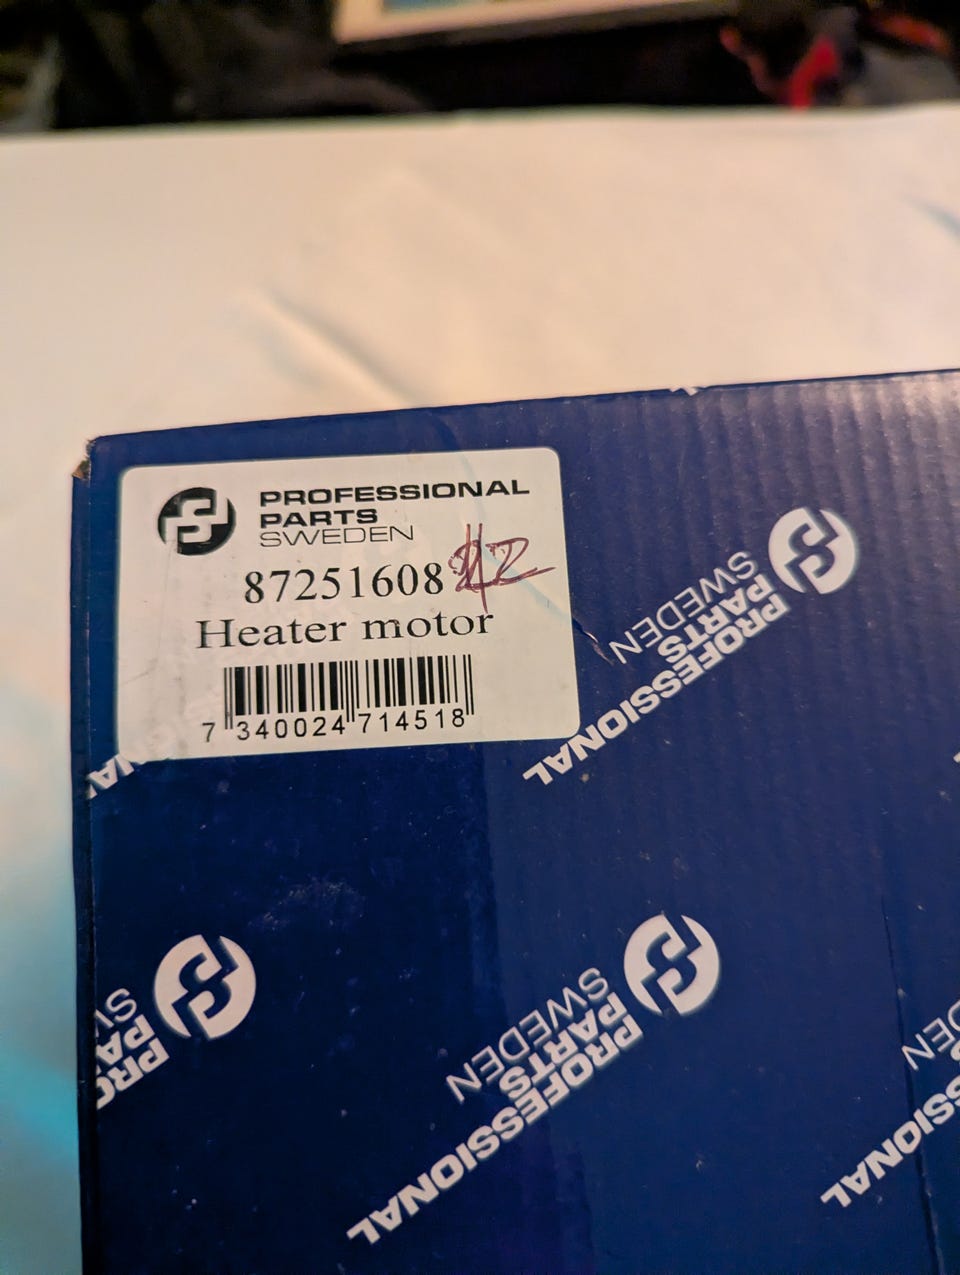 PROFESSIONAL
PARTS
SWEDEN
87251608
Heater motor
7 340024 714518
PROFESSIONAL
PARTS
SWEDEN
PROFESSIONAL
PARTS
SWEDEN